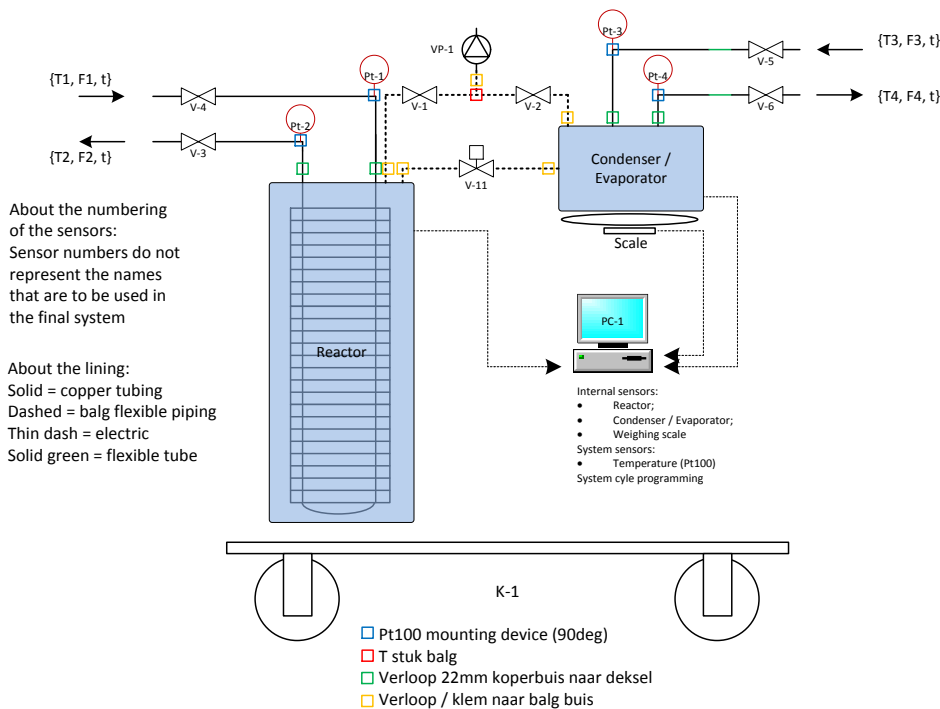 VP-1
Pt-3
{T3, F3, t}
V-5
Pt-4
{T4, F4, t}
V-6
{T1, F1, t}
Pt-1
V-4
V-1
V-2
Pt-2
{T2, F2, t}
V-3
V-11
Condenser /
Evaporator
Scale
About the numbering
of the sensors:
Sensor numbers do not
represent the names
that are to be used in
the final system
About the lining:
Solid = copper tubing
Dashed = balg flexible piping
Thin dash = electric
Solid green = flexible tube
Reactor
PC-1
Internal sensors:
• Reactor;
• Condenser / Evaporator;
• Weighing scale
System sensors:
• Temperature (Pt100)
System cyle programming
K-1
Pt100 mounting device (90deg)
T stuk balg
Verloop 22mm koperbuis naar deksel
Verloop / klem naar balg buis